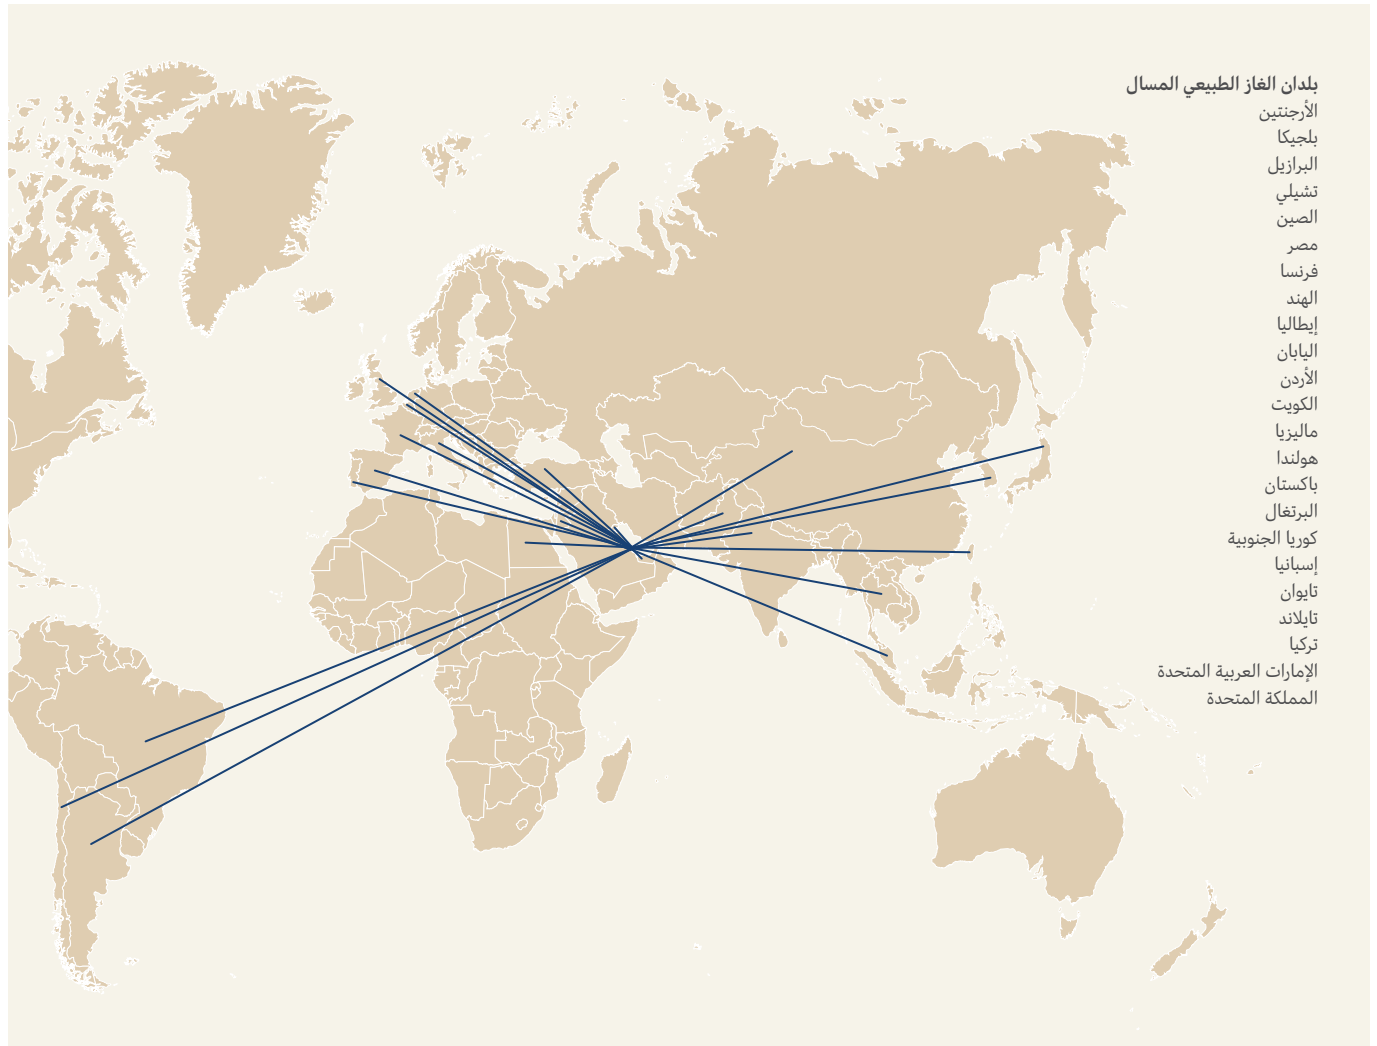 بلدان الغاز الطبيعي المسال
الأرجنتين
بلجيكا
البرازيل
تشيلي
الصين
مصر
فرنسا
الهند
إيطاليا
اليابان
الأردن
الكويت
ماليزيا
هولندا
باكستان
البرتغال
كوريا الجنوبية
إسبانيا
تايوان
تايلاند
تركيا
الإمارات العربية المتحدة
المملكة المتحدة